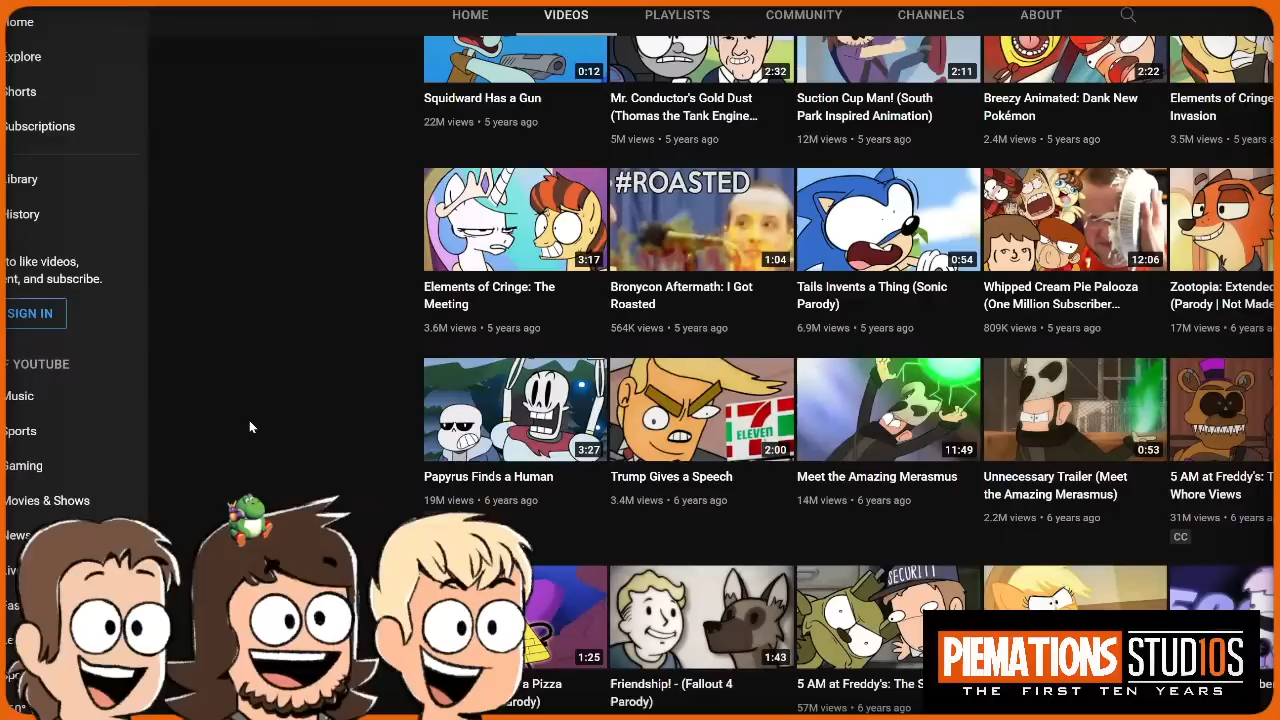 HOME VIDEOS PLAYLISTS COMMUNITY CHANNELS ABOUT
ome
xplore
horts
ubscriptions
ibrary
istory
to like videos,
nt, and subscribe.
SIGN IN
F YOUTUBE
Music
Sports
Gaming
Movies & Shows
News
0:12
Squidward Has a Gun
22M views • 5 years ago
2:32
Mr. Conductor's Gold Dust
(Thomas the Tank Engine...
5M views • 5 years ago
2:11
Suction Cup Man! (South
Park Inspired Animation)
12M views • 5 years ago
2:22
Breezy Animated: Dank New
Pokémon
2.4M views • 5 years ago
Elements of Cringe
Invasion
3.5M views • 5 years a
3:17
Elements of Cringe: The
Meeting
3.6M views • 5 years ago
#ROASTED
1:04
Bronycon Aftermath: I Got
Roasted
564K views • 5 years ago
0:54
Tails Invents a Thing (Sonic
Parody)
6.9M views • 5 years ago
12:06
Whipped Cream Pie Palooza
(One Million Subscriber...
809K views • 5 years ago
Zootopia: Extended
(Parody | Not Made
17M views • 6 years a
3:27
Papyrus Finds a Human
19M views • 6 years ago
7
ELEVEN
2:00
Trump Gives a Speech
3.4M views • 6 years ago
11:49
Meet the Amazing Merasmus
14M views • 6 years ago
0:53
Unnecessary Trailer (Meet
the Amazing Merasmus)
2.2M views • 6 years ago
5 AM at Freddy's: T
Whore Views
31M views • 6 years a
CC
1:25
a Pizza
arody)
1:43
Friendship! - (Fallout 4
Parody)
SECURITY
5 AM at Freddy's: The S
57M views • 6 years ago
PIEMATIONS STUD10S
THE FIRST TEN YEARS